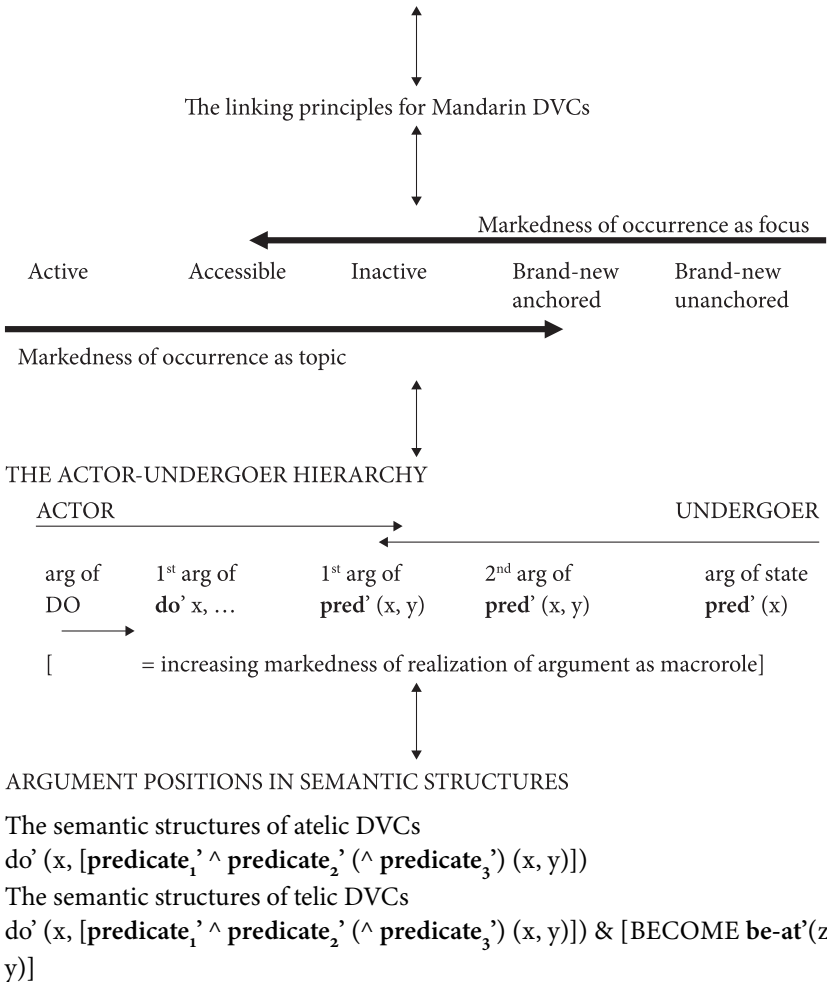 The linking principles for Mandarin DVCs
Markedness of occurrence as focus
Active Accessible Inactive Brand-new anchored Brand-new unanchored
Markedness of occurrence as topic
THE ACTOR-UNDERGOER HIERARCHY
ACTOR UNDERGOER
arg of 1st arg of 1st arg of 2nd arg of arg of state
DO do’ x, … pred’ (x, y) pred’ (x, y) pred’ (x)
[ = increasing markedness of realization of argument as macrorole]
ARGUMENT POSITIONS IN SEMANTIC STRUCTURES
The semantic structures of atelic DVCs
do’ (x, [predicate₁’ ^ predicate₂’ (^ predicate₃’) (x, y)])
The semantic structures of telic DVCs
do’ (x, [predicate₁’ ^ predicate₂’ (^ predicate₃’) (x, y)]) & [BECOME be-at’(z
y)]